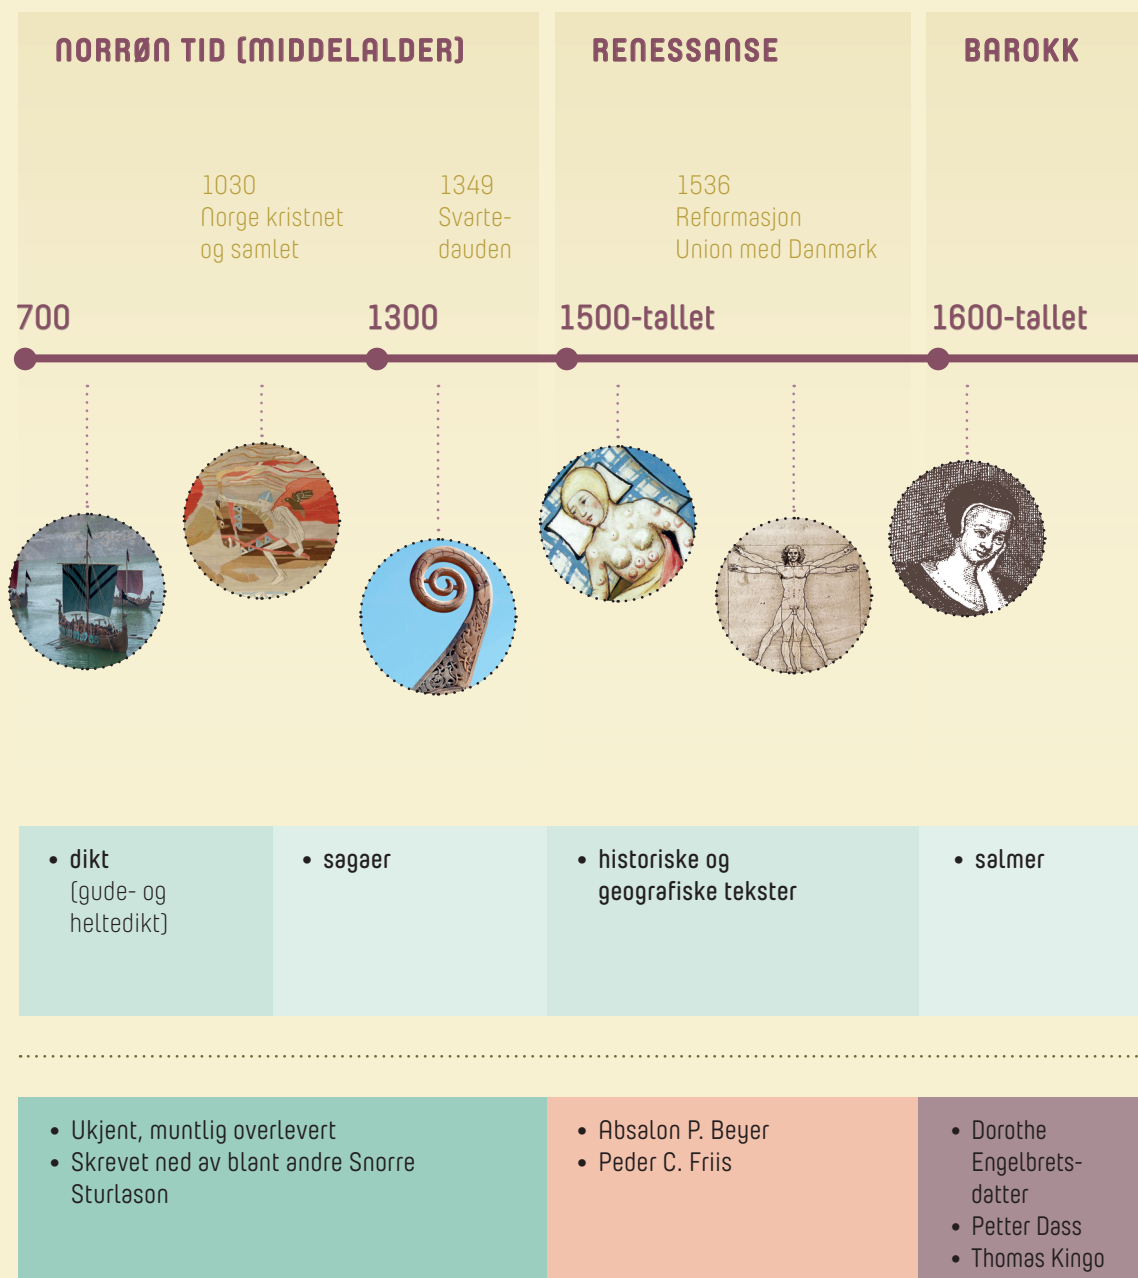 NORRØN TID (MIDDELALDER)
RENESSANSE
BAROKK
1030
Norge kristnet
og samlet
1349
Svarte-
dauden
1536
Reformasjon
Union med Danmark
700
1300
1500-tallet
1600-tallet
• dikt
(gude- og
heltedikt)
• sagaer
• historiske og
geografiske tekster
• salmer
• Ukjent, muntlig overlevert
• Skrevet ned av blant andre Snorre
Sturlason
• Absalon P. Beyer
• Peder C. Friis
• Dorothe
Engelbrets-
datter
• Petter Dass
• Thomas Kingo